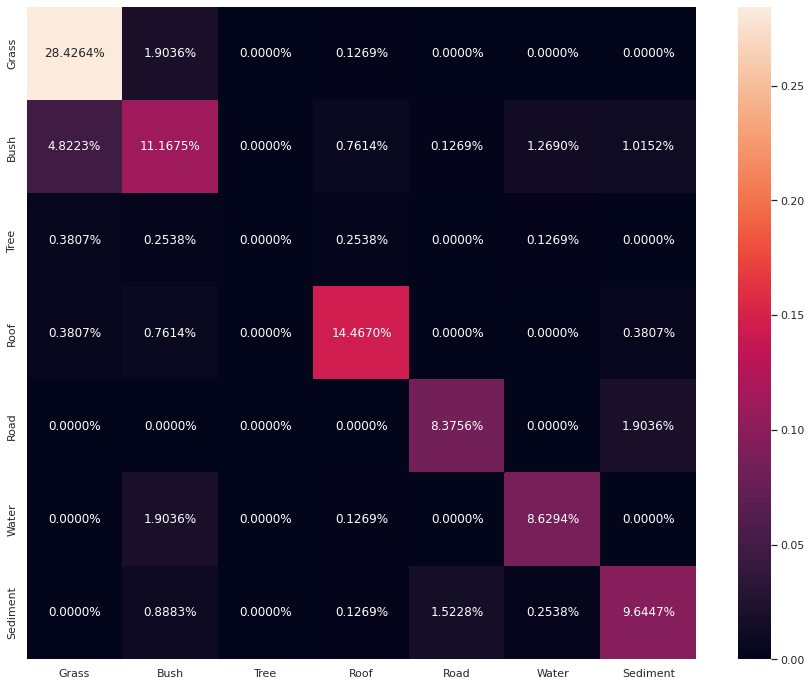 Grass 28.4264% 1.9036% 0.0000% 0.1269% 0.0000% 0.0000% 0.0000%
Bush 4.8223% 11.1675% 0.0000% 0.7614% 0.1269% 1.2690% 1.0152%
Tree 0.3807% 0.2538% 0.0000% 0.2538% 0.0000% 0.1269% 0.0000%
Roof 0.3807% 0.7614% 0.0000% 14.4670% 0.0000% 0.0000% 0.3807%
Road 0.0000% 0.0000% 0.0000% 0.0000% 8.3756% 0.0000% 1.9036%
Water 0.0000% 1.9036% 0.0000% 0.1269% 0.0000% 8.6294% 0.0000%
Sediment 0.0000% 0.8883% 0.0000% 0.1269% 1.5228% 0.2538% 9.6447%
Grass Bush Tree Roof Road Water Sediment
0.25
0.20
0.15
0.10
0.05
0.00